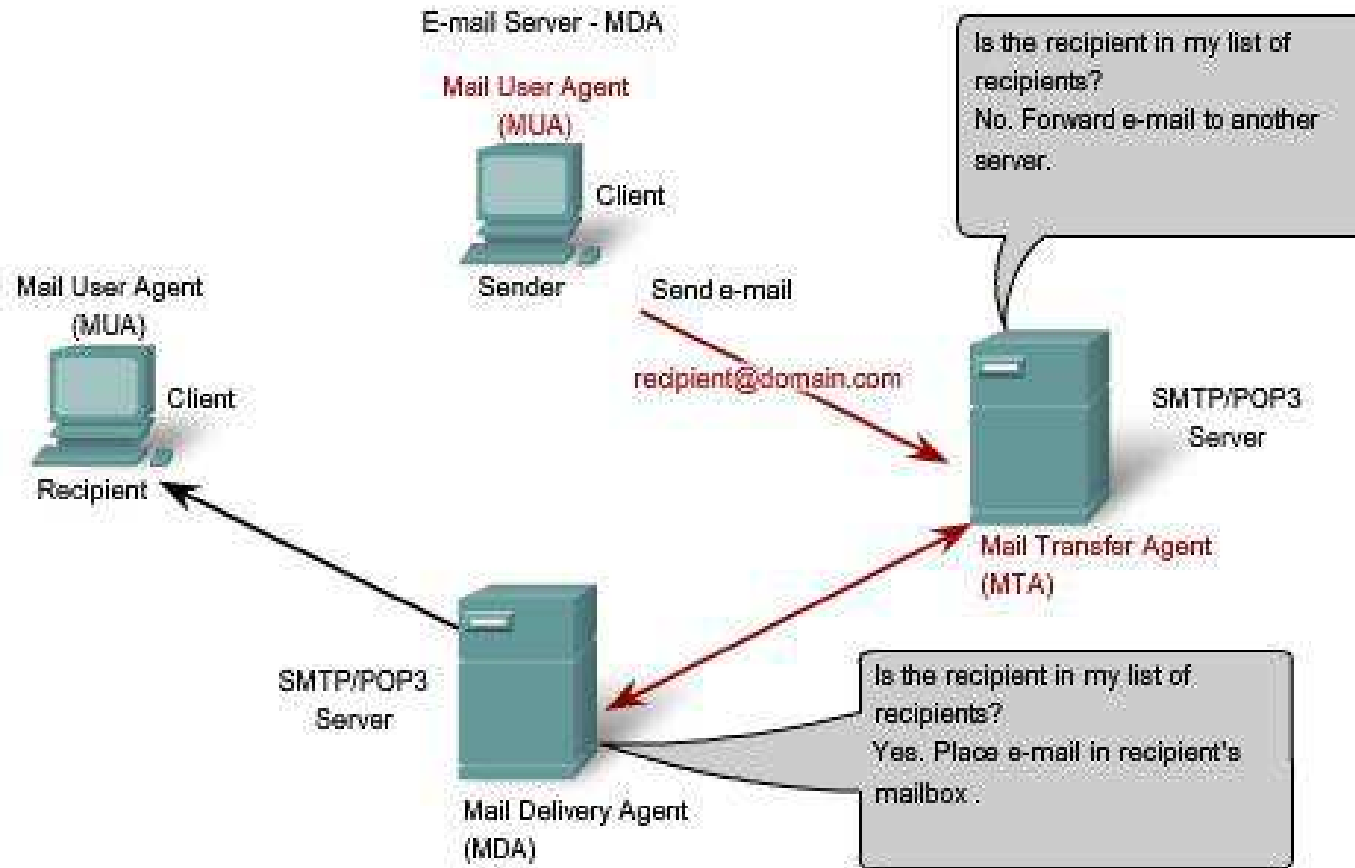 E-mail Server - MDA
Mail User Agent
(MUA)
Client
Sender
Is the recipient in my list of
recipients?
No. Forward e-mail to another
server.
Send e-mail
recipient@domain.com
SMTP/POP3
Server
Mail Transfer Agent
(MTA)
Mail User Agent
(MUA)
Client
Recipient
SMTP/POP3
Server
Mail Delivery Agent
(MDA)
Is the recipient in my list of
recipients?
Yes. Place e-mail in recipient's
mailbox .